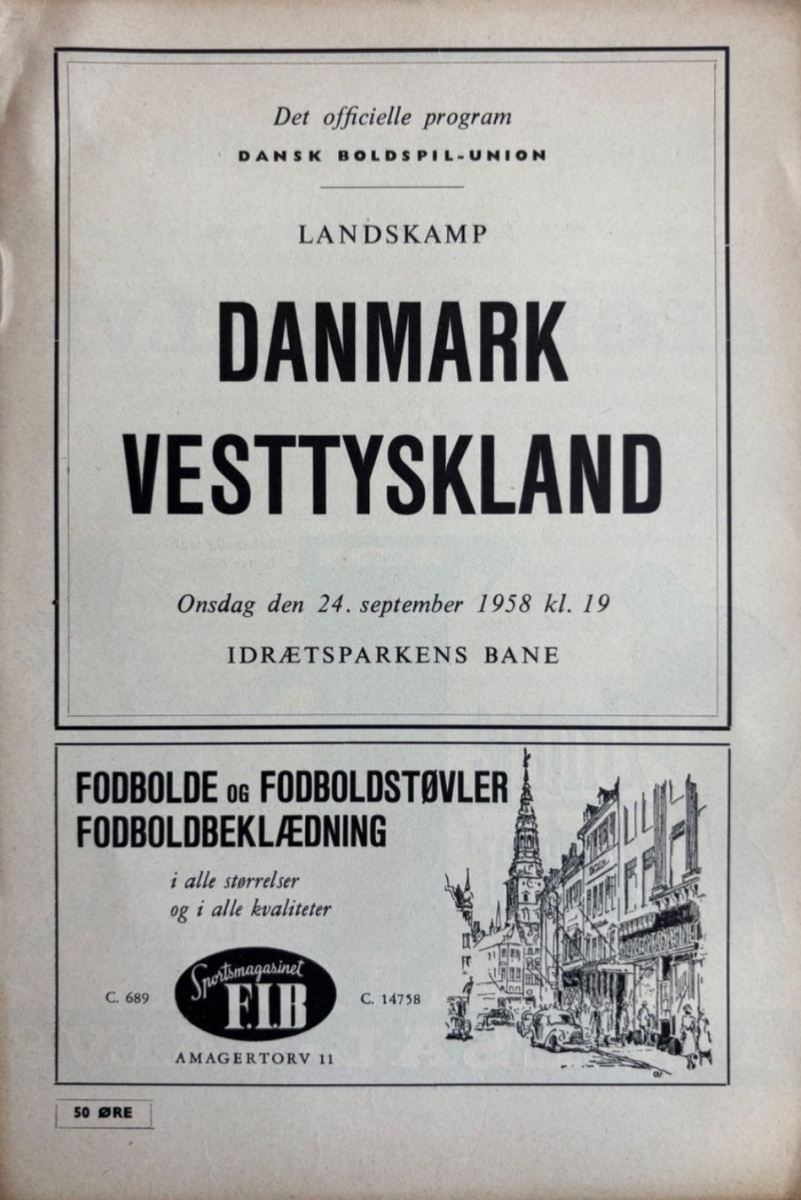 Det officielle program
DANSK BOLDSPIL-UNION
LANDSKAMP
DANMARK
VESTTYSKLAND
Onsdag den 24. september 1958 kl. 19
IDRÆTSPARKENS BANE
FODBOLDE OG FODBOLDSTØVLER
FODBOLDBEKLÆDNING
i alle størrelser
og i alle kvaliteter
Sportsmagasinet
C. 689 FIB C. 14758
AMAGERTORV 11
50 ØRE